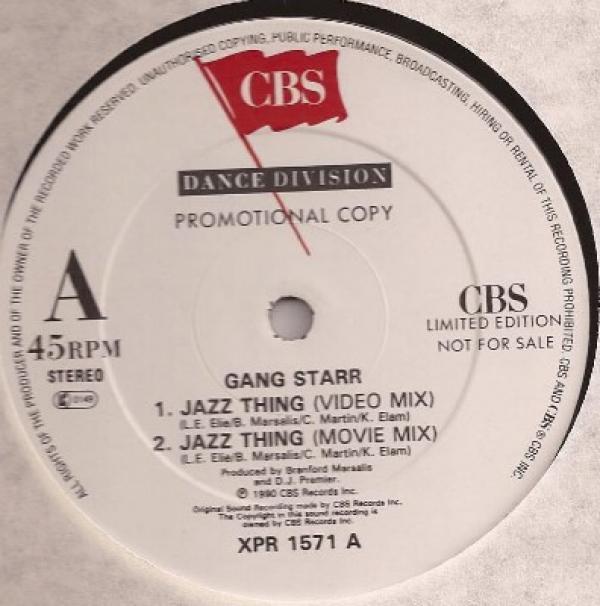 ALL RIGHTS OF THE PRODUCER AND OF THE OWNER OF THE RECORDED WORK RESERVED. UNAUTHORISED COPYING, PUBLIC PERFORMANCE, BROADCASTING, HIRING OR RENTAL OF THIS RECORDING PROHIBITED. CBS AND CBS ® CBS INC.
CBS
DANCE DIVISION
PROMOTIONAL COPY
A
45RPM
STEREO
LC 0149
CBS
LIMITED EDITION
NOT FOR SALE
GANG STARR
1. JAZZ THING (VIDEO MIX)
(L.E. Elie/B. Marsalis/C. Martin/K. Elam)
2. JAZZ THING (MOVIE MIX)
(L.E. Elie/B. Marsalis/C. Martin/K. Elam)
Produced by Branford Marsalis
and D.J. Premier.
℗ 1990 CBS Records Inc.
Original Sound Recording made by CBS Records Inc.
The Copyright in this sound recording is
owned by CBS Records Inc.
XPR 1571 A